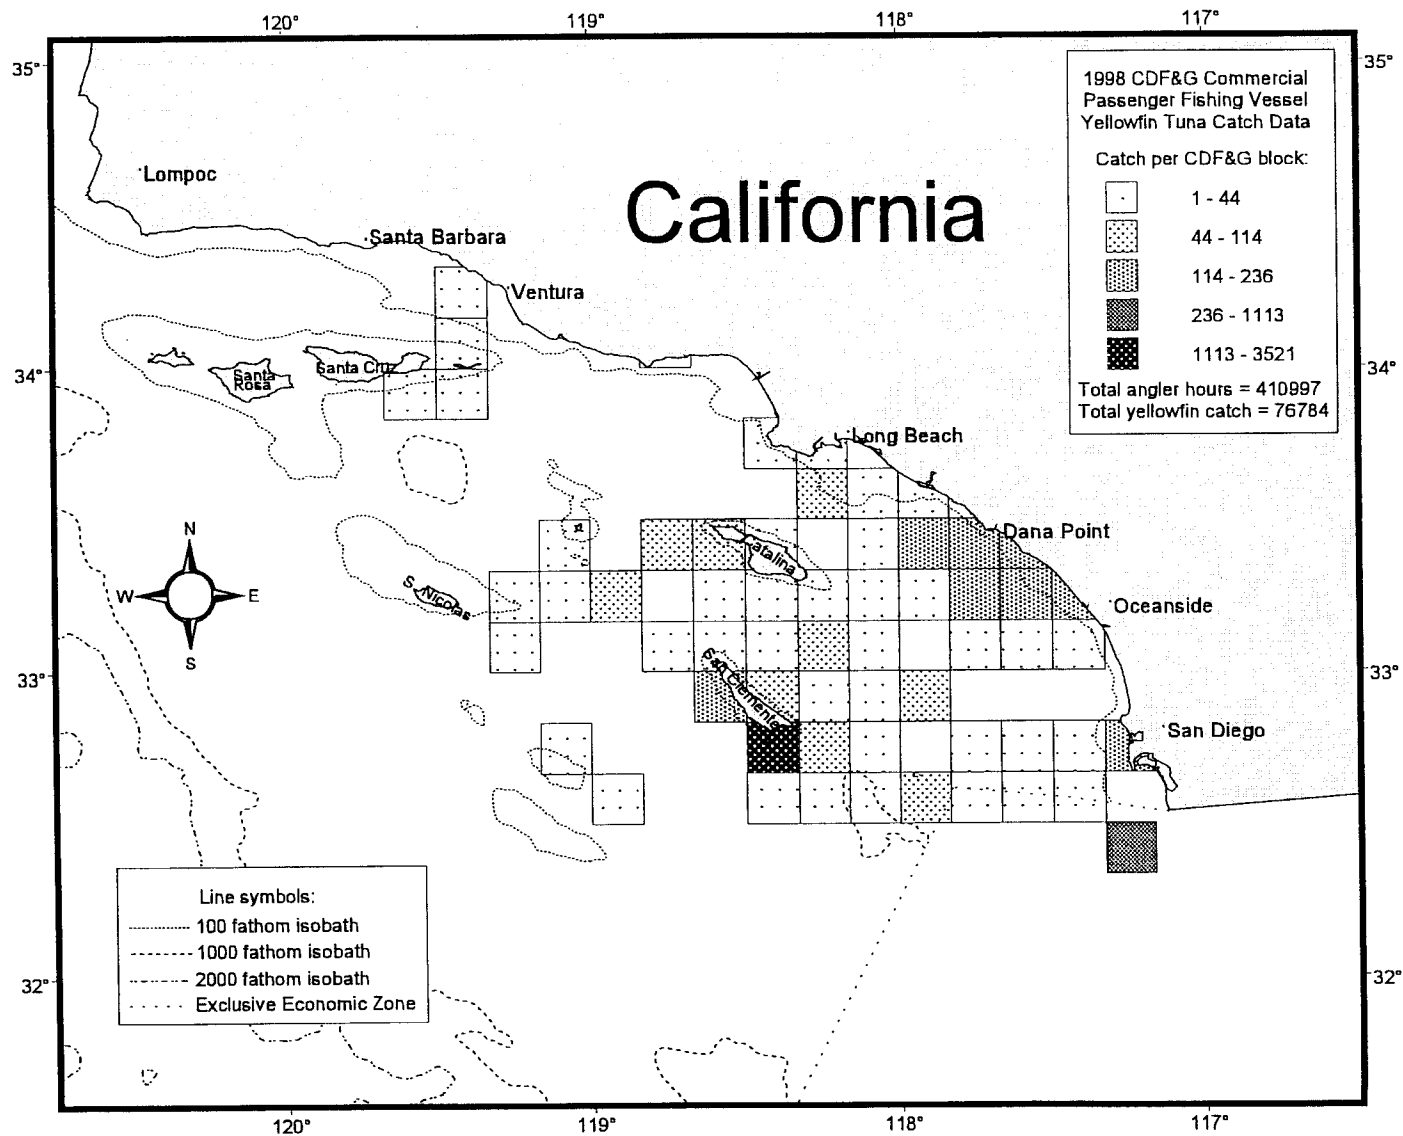 120°
119°
118°
117°
35°
35°
1998 CDF&G Commercial
Passenger Fishing Vessel
Yellowfin Tuna Catch Data
Catch per CDF&G block:
1 - 44
44 - 114
114 - 236
236 - 1113
1113 - 3521
Total angler hours = 410997
Total yellowfin catch = 76784
Lompoc
California
Santa Barbara
Ventura
34°
34°
Santa
Rosa
Santa Cruz
Long Beach
Dana Point
Catalina
N
W
E
S
S. Nicolas
Oceanside
33°
33°
San Clemente
San Diego
Line symbols:
100 fathom isobath
1000 fathom isobath
2000 fathom isobath
Exclusive Economic Zone
32°
32°
120°
119°
118°
117°